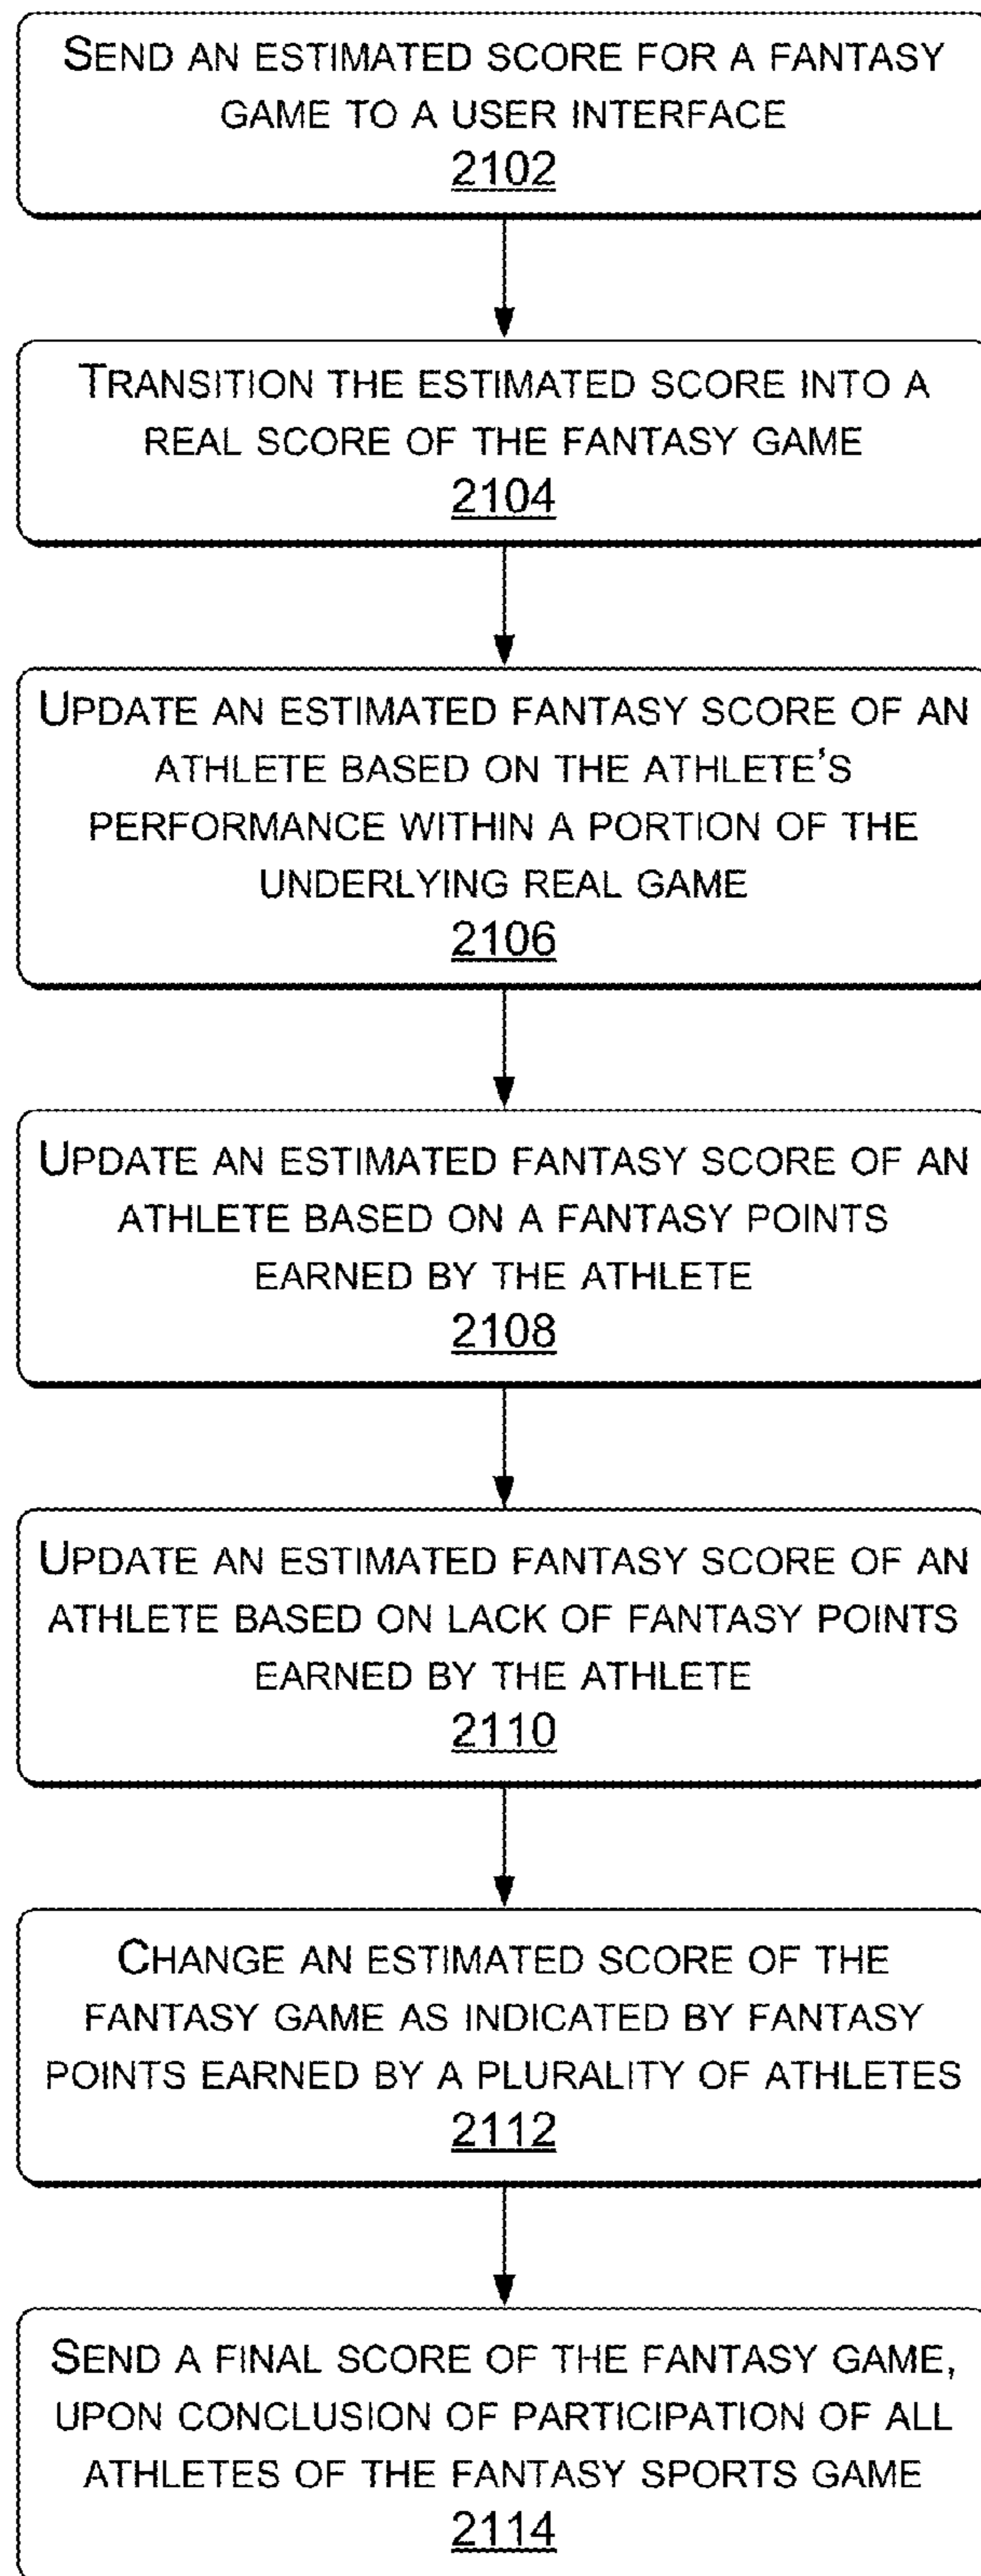 SEND AN ESTIMATED SCORE FOR A FANTASY
GAME TO A USER INTERFACE
2102
TRANSITION THE ESTIMATED SCORE INTO A
REAL SCORE OF THE FANTASY GAME
2104
UPDATE AN ESTIMATED FANTASY SCORE OF AN
ATHLETE BASED ON THE ATHLETE'S
PERFORMANCE WITHIN A PORTION OF THE
UNDERLYING REAL GAME
2106
UPDATE AN ESTIMATED FANTASY SCORE OF AN
ATHLETE BASED ON A FANTASY POINTS
EARNED BY THE ATHLETE
2108
UPDATE AN ESTIMATED FANTASY SCORE OF AN
ATHLETE BASED ON LACK OF FANTASY POINTS
EARNED BY THE ATHLETE
2110
CHANGE AN ESTIMATED SCORE OF THE
FANTASY GAME AS INDICATED BY FANTASY
POINTS EARNED BY A PLURALITY OF ATHLETES
2112
SEND A FINAL SCORE OF THE FANTASY GAME,
UPON CONCLUSION OF PARTICIPATION OF ALL
ATHLETES OF THE FANTASY SPORTS GAME
2114